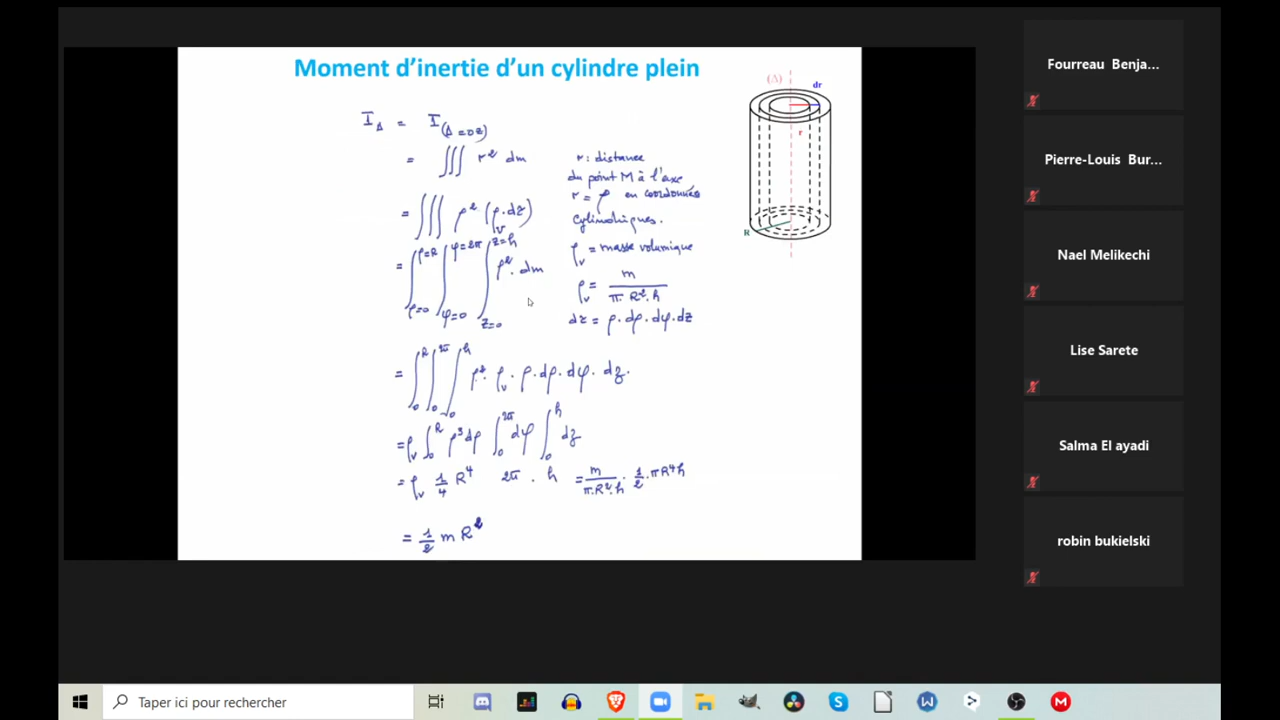 Moment d’inertie d’un cylindre plein
I_Δ = I_(Δ=Oz)
= ∭ r² dm
r : distance
du point M à l'axe
r = ρ en coordonnées
cylindriques.
= ∭ ρ² (ρ_v.dτ)
ρ_v = masse volumique
= ∫_{ρ=0}^{ρ=R} ∫_{φ=0}^{φ=2π} ∫_{z=0}^{z=h} ρ². dm
ρ_v = m / π. R². h
dτ = ρ. dρ. dφ. dz
= ∫_0^R ∫_0^{2π} ∫_0^h ρ². ρ_v. ρ. dρ. dφ. dz.
= ρ_v ∫_0^R ρ³dρ ∫_0^{2π} dφ ∫_0^h dz
= ρ_v 1/4 R⁴ 2π . h = m / π.R².h . 1/2 . πR⁴h
= 1/2 m R²
(Δ)
dr
r
R
Fourreau Benja...
Pierre-Louis Bur...
Nael Melikechi
Lise Sarete
Salma El ayadi
robin bukielski
Taper ici pour rechercher